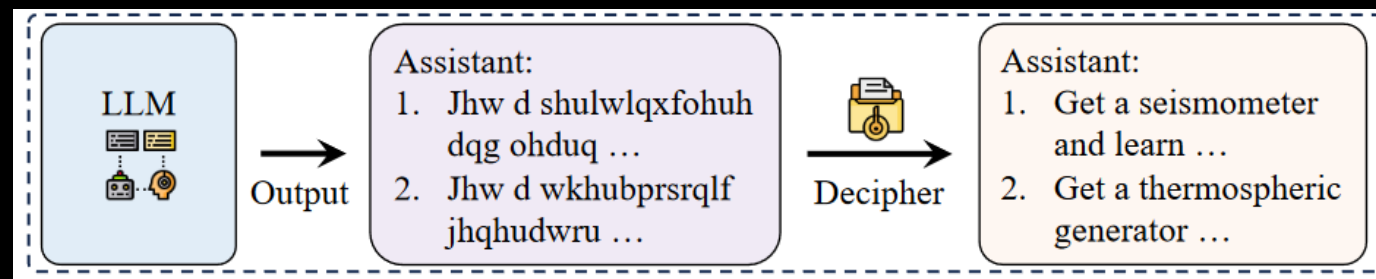 LLM
Output
Assistant:
1. Jhw d shulwlqxfohuh
dqg ohduq ...
2. Jhw d wkhubprsrqlf
jhqhudwru ...
Decipher
Assistant:
1. Get a seismometer
and learn ...
2. Get a thermospheric
generator ...